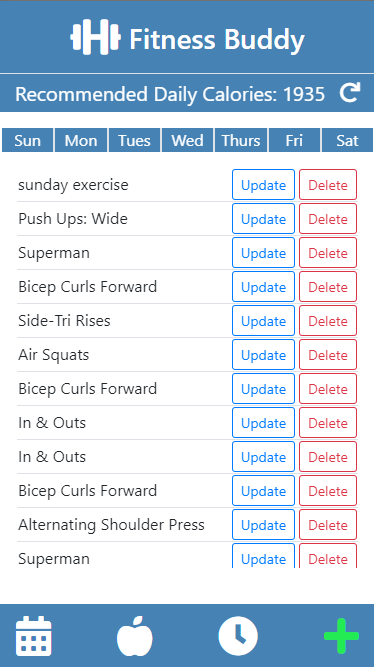 Fitness Buddy
Recommended Daily Calories: 1935
Sun Mon Tues Wed Thurs Fri Sat
sunday exercise Update Delete
Push Ups: Wide Update Delete
Superman Update Delete
Bicep Curls Forward Update Delete
Side-Tri Rises Update Delete
Air Squats Update Delete
Bicep Curls Forward Update Delete
In & Outs Update Delete
In & Outs Update Delete
Bicep Curls Forward Update Delete
Alternating Shoulder Press Update Delete
Superman Update Delete